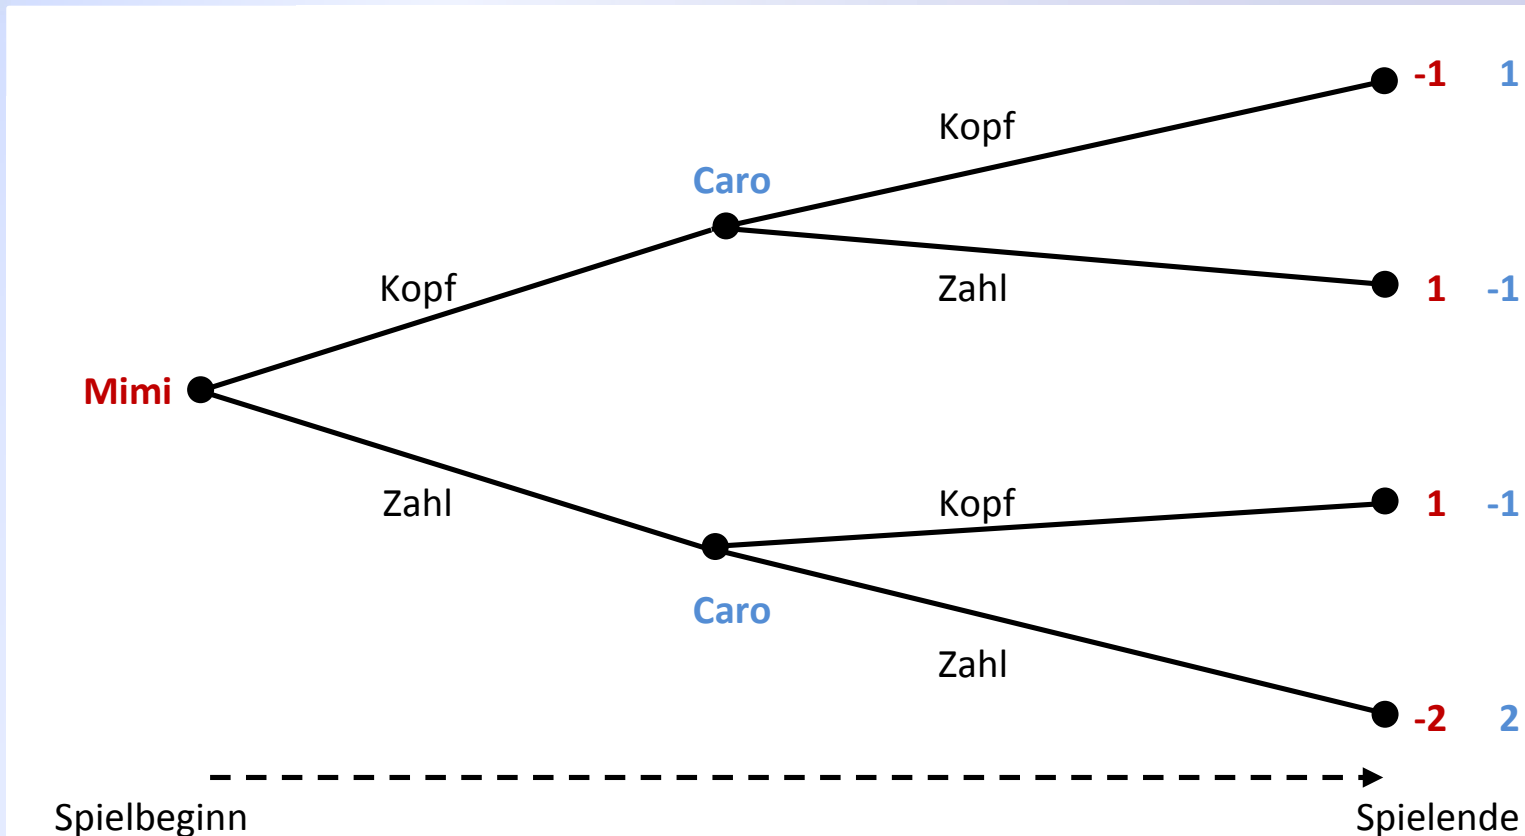 -1 1
Kopf
Caro
Kopf
Zahl
1 -1
Mimi
Zahl
Kopf
1 -1
Caro
Zahl
-2 2
Spielbeginn
Spielende